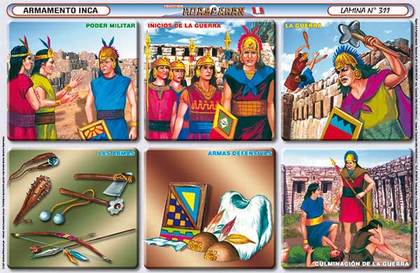 ARMAMENTO INCA
LAMINA N° 311
PODER MILITAR
INICIOS DE LA GUERRA
LA GUERRA
LAS ARMAS
ARMAS DEFENSIVAS
CULMINACIÓN DE LA GUERRA